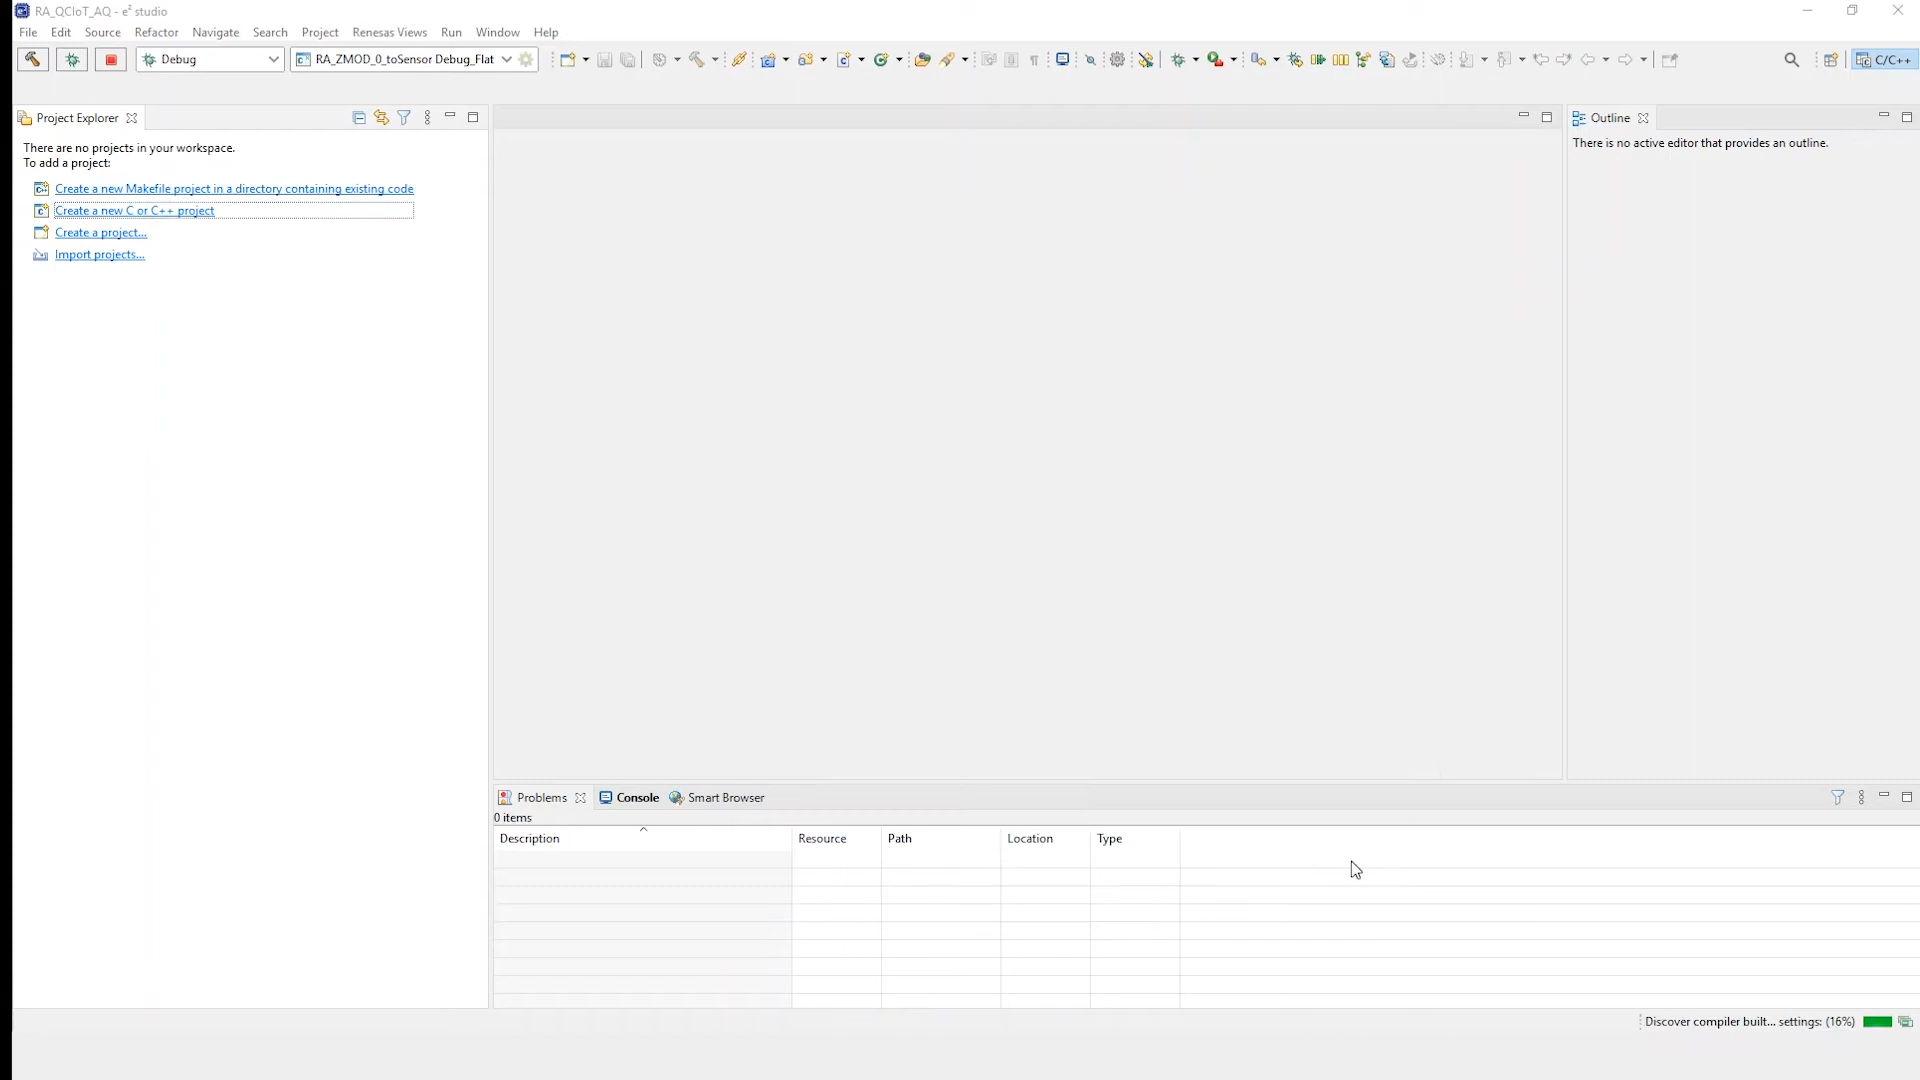 RA_QCIoT_AQ - e² studio
File Edit Source Refactor Navigate Search Project Renesas Views Run Window Help
Debug RA_ZMOD_0_toSensor Debug_Flat C/C++
Project Explorer
There are no projects in your workspace.
To add a project:
Create a new Makefile project in a directory containing existing code
Create a new C or C++ project
Create a project...
Import projects...
Outline
There is no active editor that provides an outline.
Problems Console Smart Browser
0 items
Description Resource Path Location Type
Discover compiler built... settings: (16%)